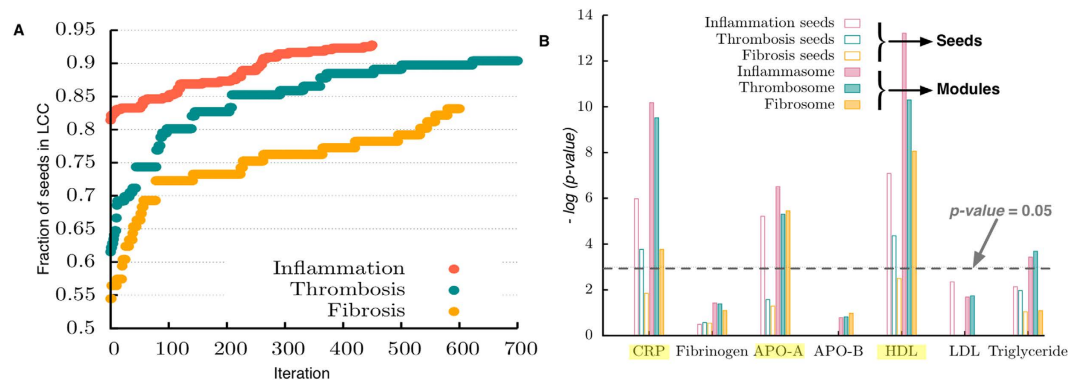 A
Fraction of seeds in LCC
0.95
0.9
0.85
0.8
0.75
0.7
0.65
0.6
0.55
0.5
Inflammation
Thrombosis
Fibrosis
0 100 200 300 400 500 600 700
Iteration
B
- log (p-value)
14
12
10
8
6
4
2
0
Inflammation seeds
Thrombosis seeds
Fibrosis seeds
Inflammasome
Thrombosome
Fibrosome
Seeds
Modules
p-value = 0.05
CRP Fibrinogen APO-A APO-B HDL LDL Triglyceride